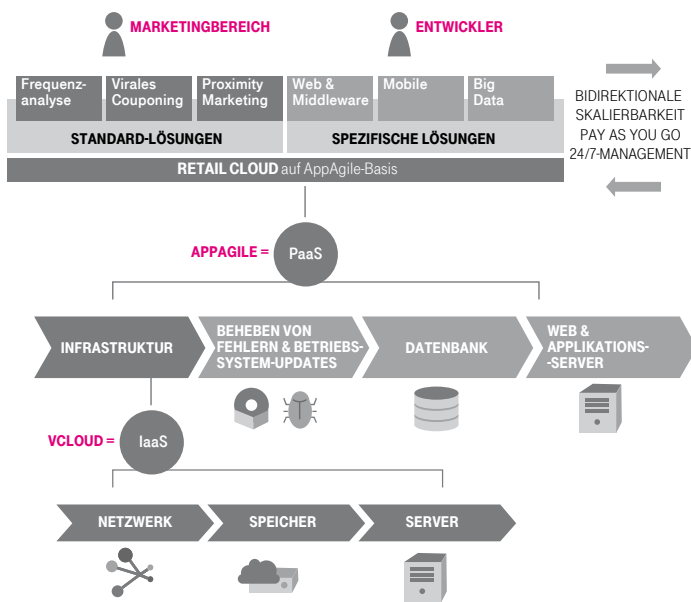 MARKETINGBEREICH
ENTWICKLER
Frequenz-
analyse
Virales
Couponing
Proximity
Marketing
Web &
Middleware
Mobile
Big
Data
STANDARD-LÖSUNGEN
SPEZIFISCHE LÖSUNGEN
RETAIL CLOUD auf AppAgile-Basis
BIDIREKTIONALE
SKALIERBARKEIT
PAY AS YOU GO
24/7-MANAGEMENT
APPAGILE =
PaaS
INFRASTRUKTUR
BEHEBEN VON
FEHLERN & BETRIEBS-
SYSTEM-UPDATES
DATENBANK
WEB &
APPLIKATIONS-
-SERVER
VCLOUD =
IaaS
NETZWERK
SPEICHER
SERVER